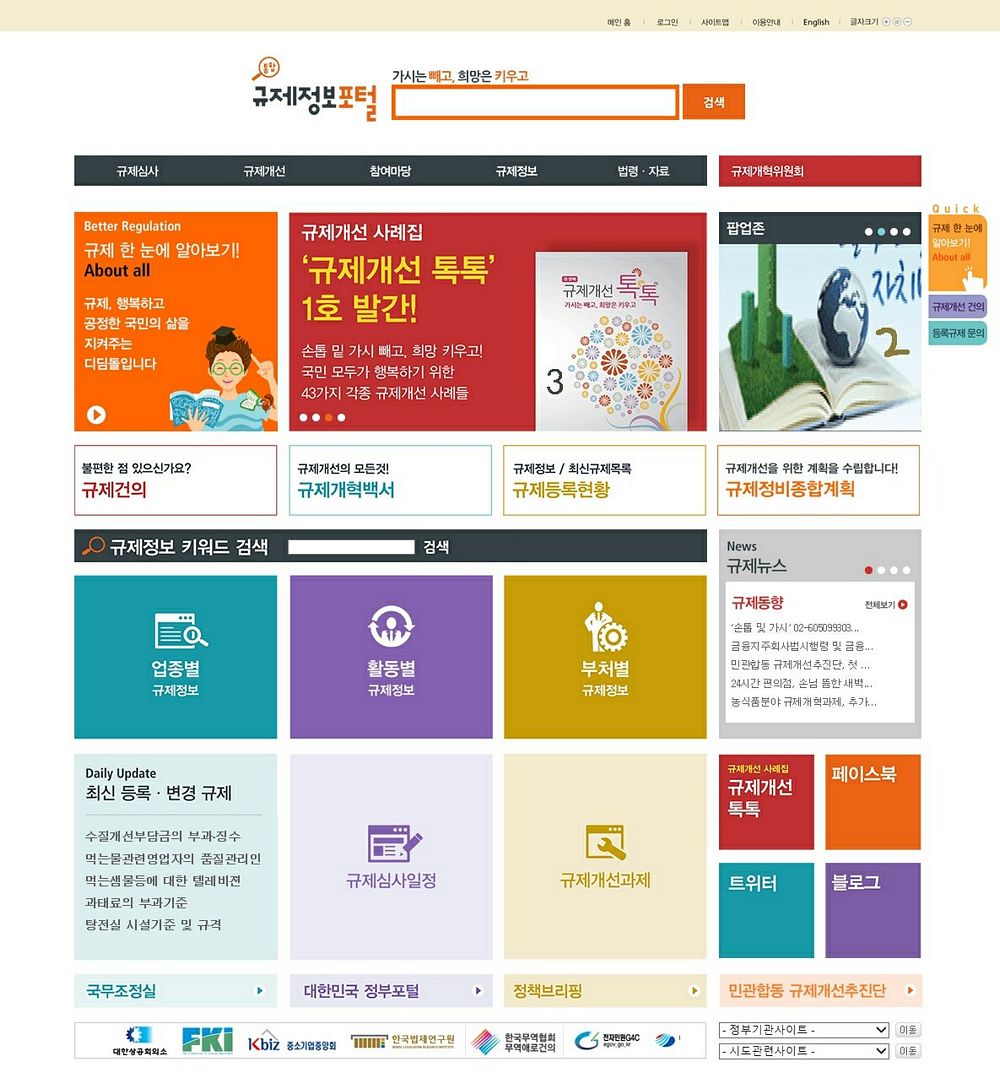 메인 홈
로그인
사이트맵
이용안내
English
글자크기
통합
규제정보포털
가시는 빼고, 희망은 키우고
검색
규제심사
규제개선
참여마당
규제정보
법령 · 자료
규제개혁위원회
Better Regulation
규제 한 눈에 알아보기!
About all
규제, 행복하고
공정한 국민의 삶을
지켜주는
디딤돌입니다
규제개선 사례집
‘규제개선 톡톡’
1호 발간!
손톱 밑 가시 빼고, 희망 키우고!
국민 모두가 행복하기 위한
43가지 각종 규제개선 사례들
규제개선 톡톡
가시는 빼고, 희망은 키우고
3
팝업존
자치
2
Quick
규제 한 눈에
알아보기!
About all
규제개선 건의
등록규제 문의
불편한 점 있으신가요?
규제건의
규제개선의 모든것!
규제개혁백서
규제정보 / 최신규제목록
규제등록현황
규제개선을 위한 계획을 수립합니다!
규제정비종합계획
규제정보 키워드 검색
검색
News
규제뉴스
규제동향
전체보기
‘손톱 및 가시’ 02-605099303...
금융지주회사법시행령 및 금융...
민관합동 규제개선추진단, 첫 ...
24시간 편의점, 손님 뜸한 새벽...
농식품분야 규제개혁과제, 추가...
업종별
규제정보
활동별
규제정보
부처별
규제정보
Daily Update
최신 등록 · 변경 규제
수질개선부담금의 부과·징수
먹는물관련영업자의 품질관리인
먹는샘물등에 대한 텔레비젼
과태료의 부과기준
탕전실 시설기준 및 규격
규제심사일정
규제개선과제
규제개선 사례집
규제개선
톡톡
페이스북
트위터
블로그
국무조정실
대한민국 정부포털
정책브리핑
민관합동 규제개선추진단
대한상공회의소
FKI
Kbiz 중소기업중앙회
한국법제연구원
한국무역협회
무역애로건의
전자민원G4C
egov.go.kr
- 정부기관사이트 -
이동
- 시도관련사이트 -
이동